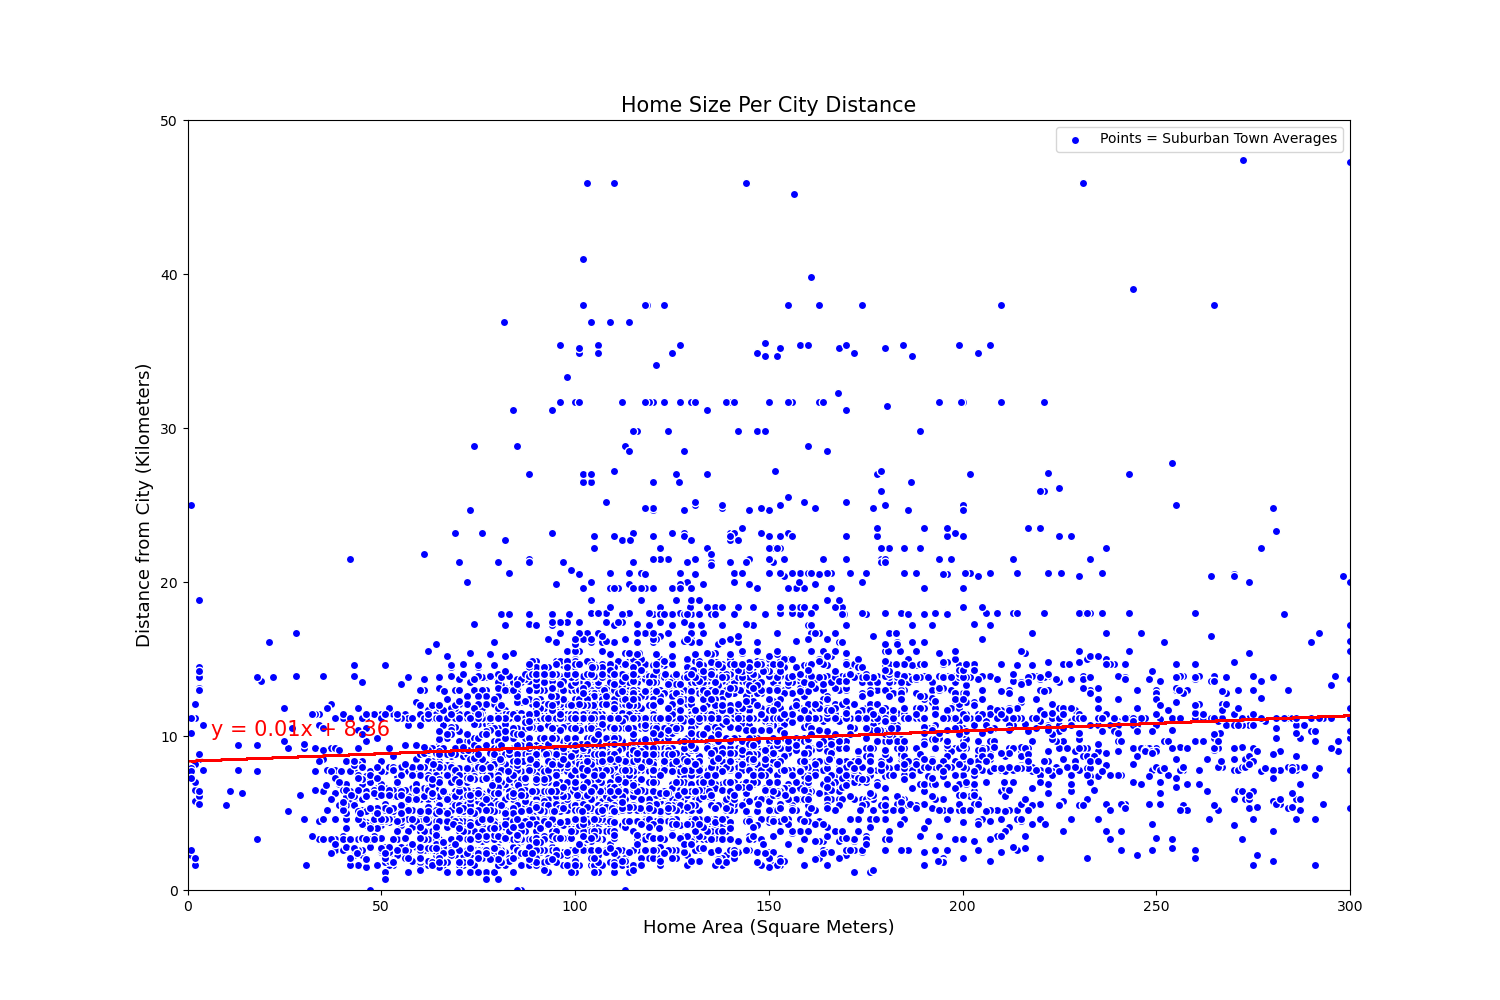 Home Size Per City Distance
Points = Suburban Town Averages
50
40
30
20
10
0
Distance from City (Kilometers)
y = 0.01x + 8.36
0 50 100 150 200 250 300
Home Area (Square Meters)